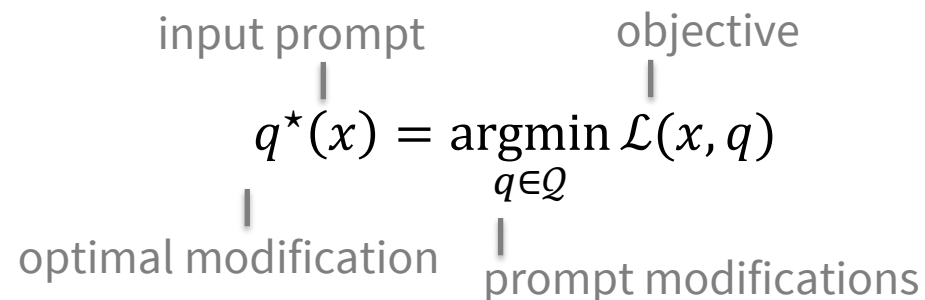 input prompt
objective
q⋆(x) = argmin ℒ(x, q)
q∈𝒬
optimal modification
prompt modifications